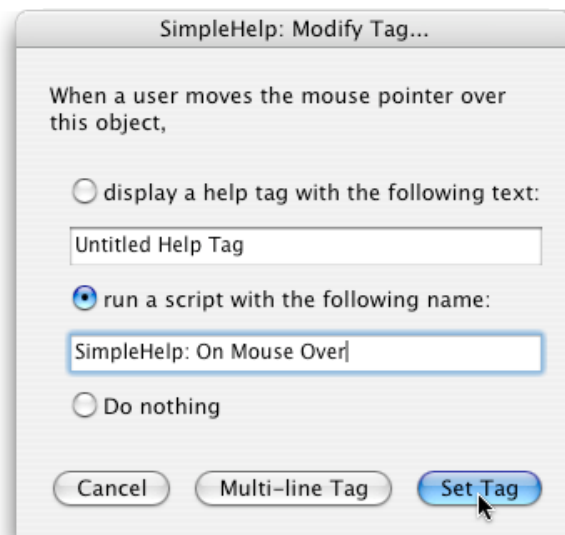 SimpleHelp: Modify Tag...
When a user moves the mouse pointer over
this object,
display a help tag with the following text:
Untitled Help Tag
run a script with the following name:
SimpleHelp: On Mouse Over
Do nothing
Cancel
Multi-line Tag
Set Tag